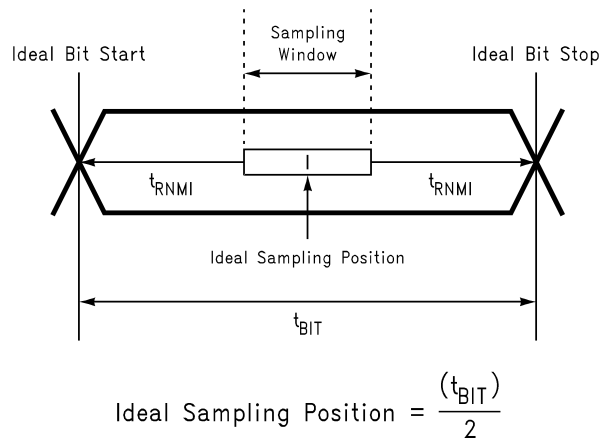 Sampling
Window
Ideal Bit Start
Ideal Bit Stop
tRNMI
tRNMI
Ideal Sampling Position
tBIT
Ideal Sampling Position = (tBIT)
2